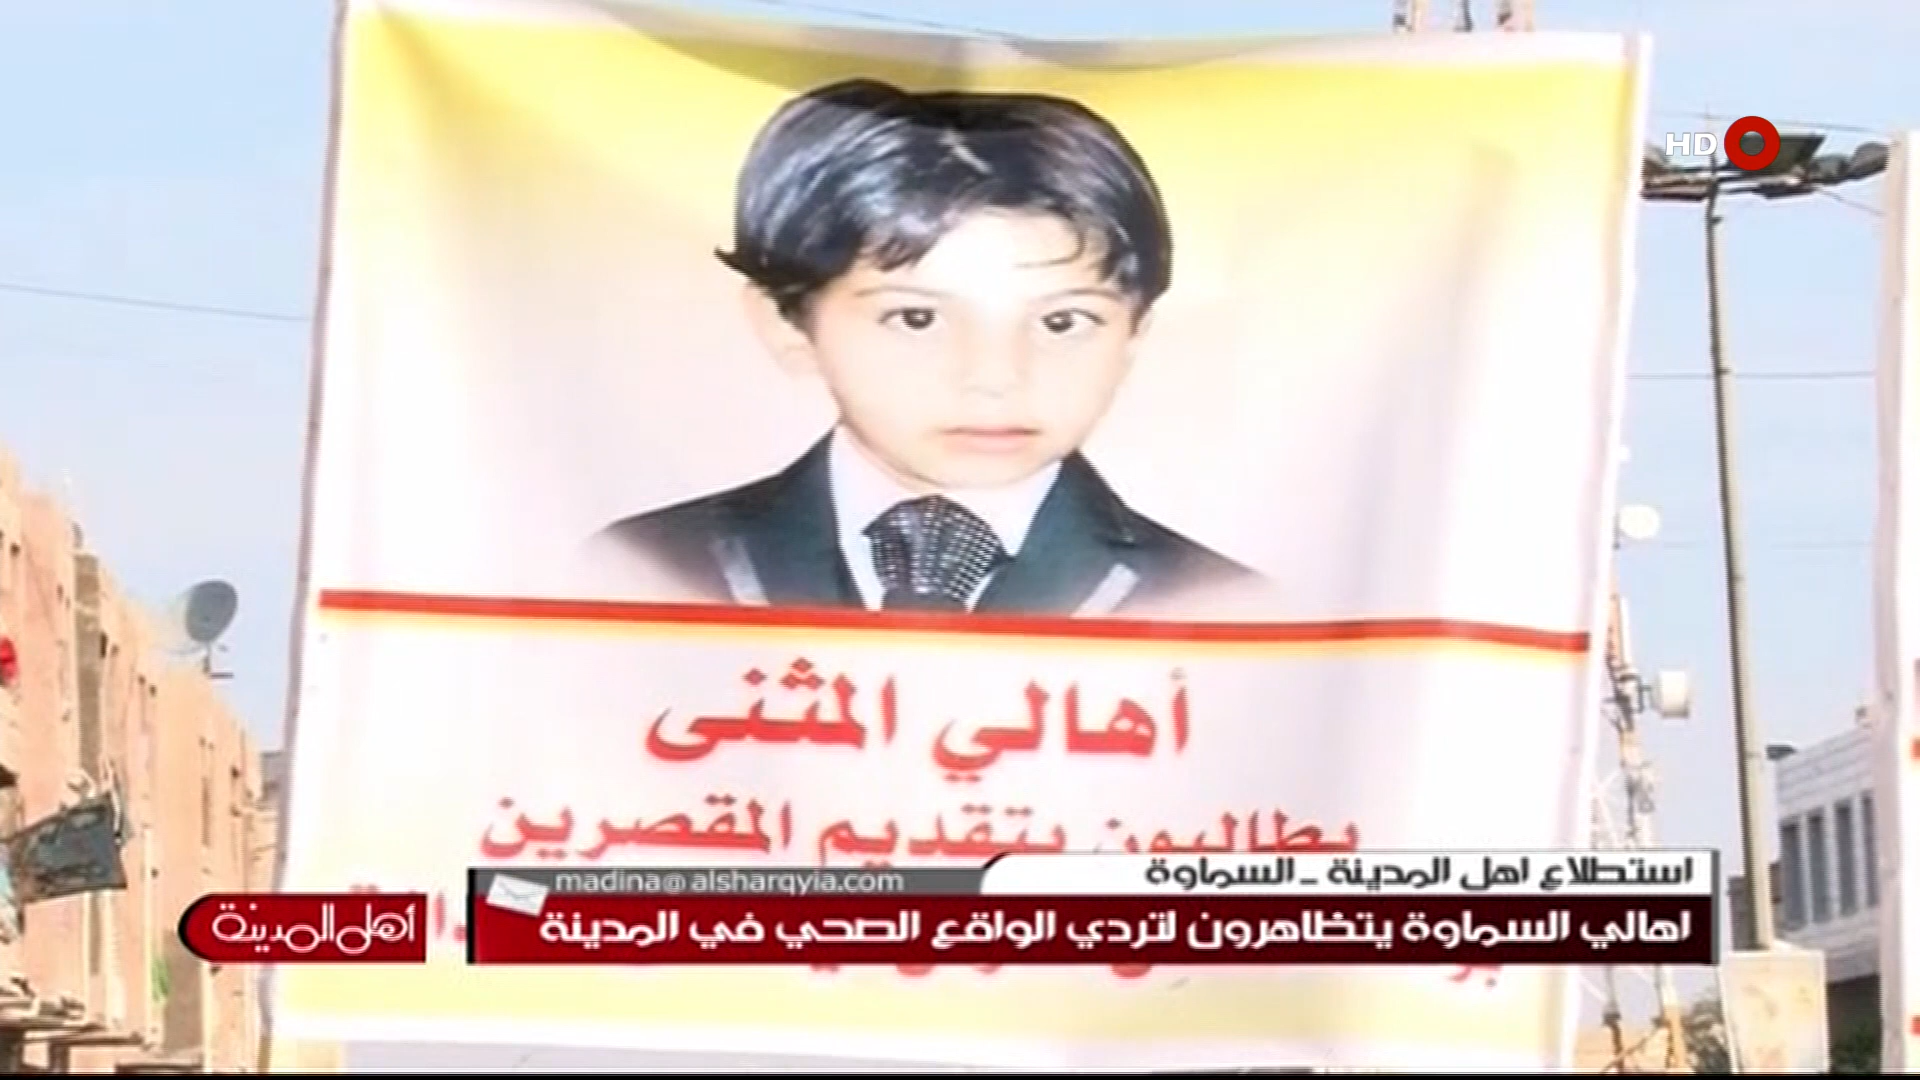 HD
أهالي المثنى
يطالبون بتقديم المقصرين
استطلاع اهل المدينة - السماوة
madina@alsharqyia.com
اهالي السماوة يتظاهرون لتردي الواقع الصحي في المدينة
أهل المدينة